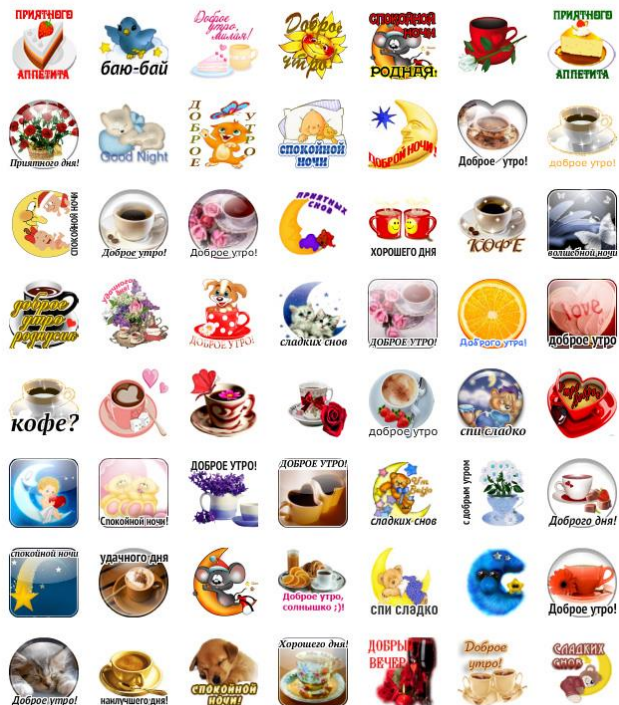 ПРИЯТНОГО
АППЕТИТА
баю-бай
Доброе
утро,
милая!
Доброе
утро!
СПОКОЙНОЙ
НОЧИ
РОДНАЯ!
ПРИЯТНОГО
АППЕТИТА
Приятного дня!
Good Night
ДОБРОЕ
УТРО
СПОКОЙНОЙ
НОЧИ
ДОБРОЙ НОЧИ!
Доброе утро!
доброе утро!
СПОКОЙНОЙ НОЧИ
Доброе утро!
Доброе утро!
ПРИЯТНЫХ
СНОВ
ХОРОШЕГО ДНЯ
КОФЕ
волшебной ночи
доброе
утро
родидсил
удачного
дня!
ДОБРОЕ УТРО!
сладких снов
ДОБРОЕ УТРО!
Доброго утра!
love
доброе утро
кофе?
доброе утро
спи сладко
Спокойной ночи!
ДОБРОЕ УТРО!
ДОБРОЕ УТРО!
сладких снов
с добрым утром
Доброго дня!
спокойной ночи
удачного дня
Доброе утро,
солнышко ;)!
спи сладко
Доброе утро!
Доброе утро!
наилучшего дня!
СПОКОЙНОЙ
НОЧИ!
Хорошего дня!
ДОБРЫЙ
ВЕЧЕР
Доброе
утро!
СЛАДКИХ
СНОВ